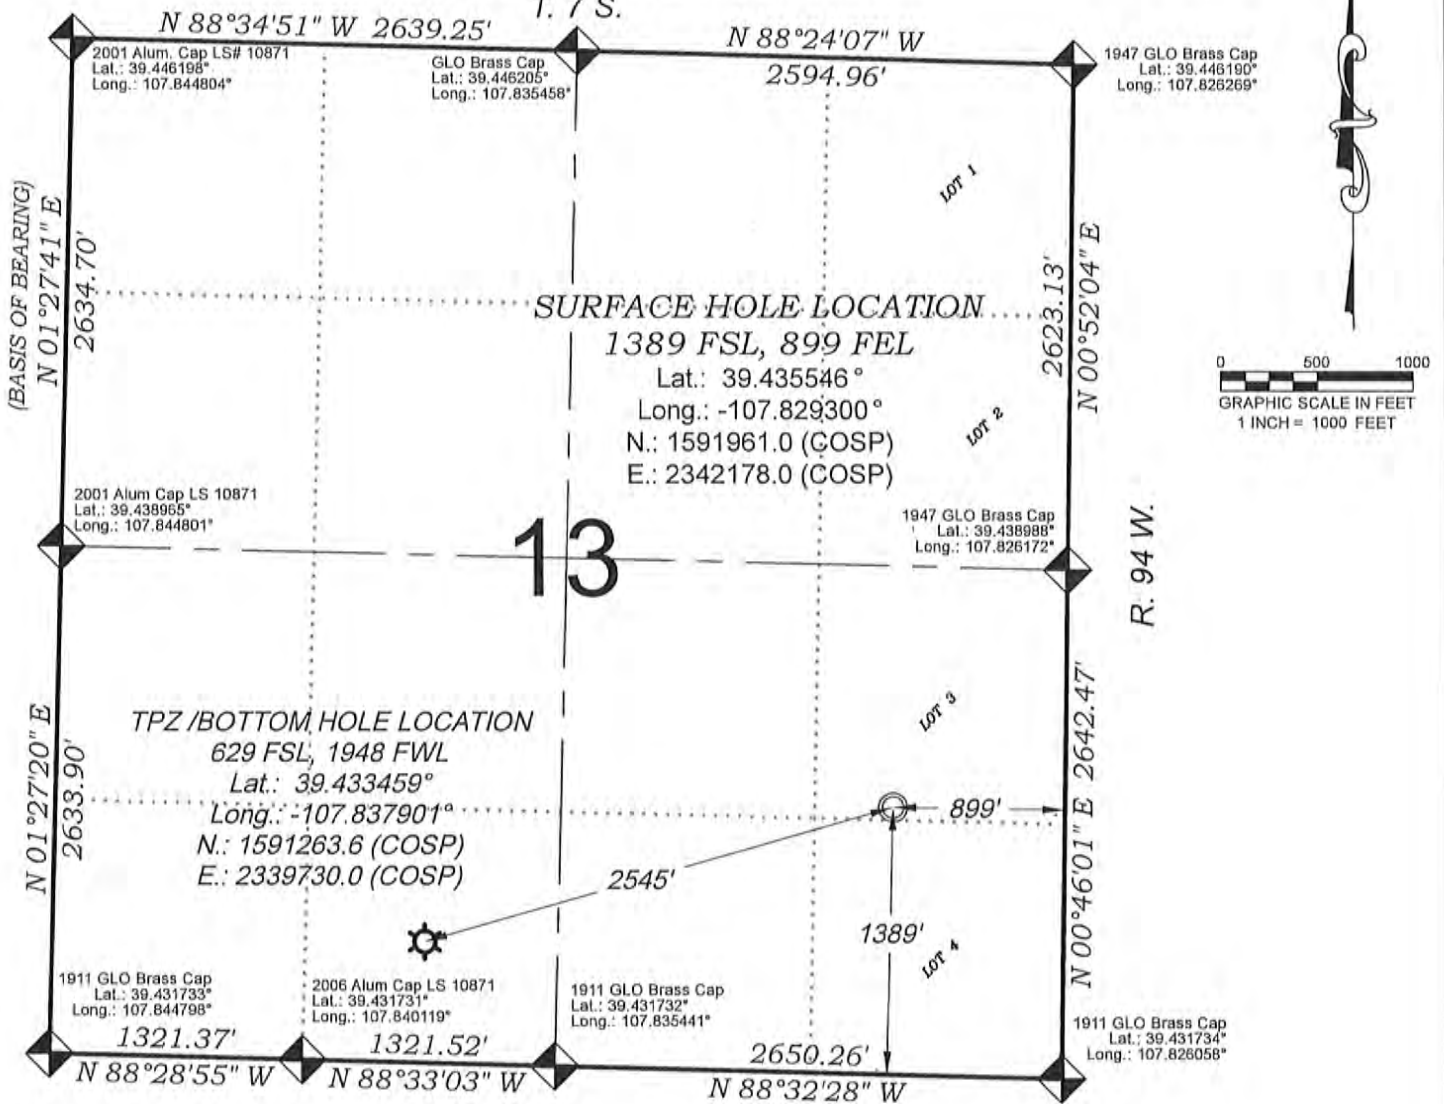 T. 7 S.
N 88°34'51" W 2639.25'
N 88°24'07" W
2594.96'
2001 Alum. Cap LS# 10871
Lat.: 39.446198°
Long.: 107.844804°
GLO Brass Cap
Lat.: 39.446205°
Long.: 107.835458°
1947 GLO Brass Cap
Lat.: 39.446190°
Long.: 107.826269°
LOT 1
(BASIS OF BEARING)
N 01°27'41" E
2634.70'
SURFACE HOLE LOCATION
1389 FSL, 899 FEL
Lat.: 39.435546°
Long.: -107.829300°
N.: 1591961.0 (COSP)
E.: 2342178.0 (COSP)
2623.13'
N 00°52'04" E
0 500 1000
GRAPHIC SCALE IN FEET
1 INCH = 1000 FEET
LOT 2
2001 Alum Cap LS 10871
Lat.: 39.438965°
Long.: 107.844801°
13
1947 GLO Brass Cap
Lat.: 39.438988°
Long.: 107.826172°
R. 94 W.
LOT 3
TPZ /BOTTOM HOLE LOCATION
629 FSL, 1948 FWL
Lat.: 39.433459°
Long.: -107.837901°
N.: 1591263.6 (COSP)
E.: 2339730.0 (COSP)
N 01°27'20" E
2633.90'
899'
2545'
1389'
N 00°46'01" E 2642.47'
LOT 4
1911 GLO Brass Cap
Lat.: 39.431733°
Long.: 107.844798°
2006 Alum Cap LS 10871
Lat.: 39.431731°
Long.: 107.840119°
1911 GLO Brass Cap
Lat.: 39.431732°
Long.: 107.835441°
1911 GLO Brass Cap
Lat.: 39.431734°
Long.: 107.826058°
1321.37'
N 88°28'55" W
1321.52'
N 88°33'03" W
2650.26'
N 88°32'28" W